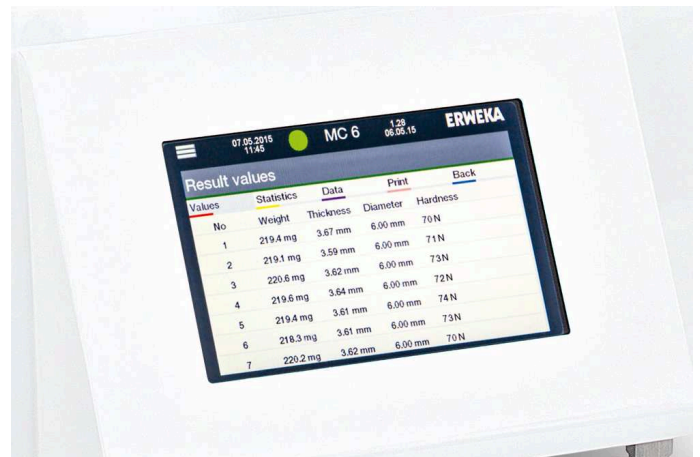 07.05.2015 11:45 MC 6 1.28 06.05.15 ERWEKA
Result values
Values Statistics Data Print Back
No Weight Thickness Diameter Hardness
1 219.4 mg 3.67 mm 6.00 mm 70 N
2 219.1 mg 3.59 mm 6.00 mm 71 N
3 220.6 mg 3.62 mm 6.00 mm 73 N
4 219.6 mg 3.64 mm 6.00 mm 72 N
5 219.4 mg 3.61 mm 6.00 mm 74 N
6 218.3 mg 3.61 mm 6.00 mm 73 N
7 220.2 mg 3.62 mm 6.00 mm 70 N